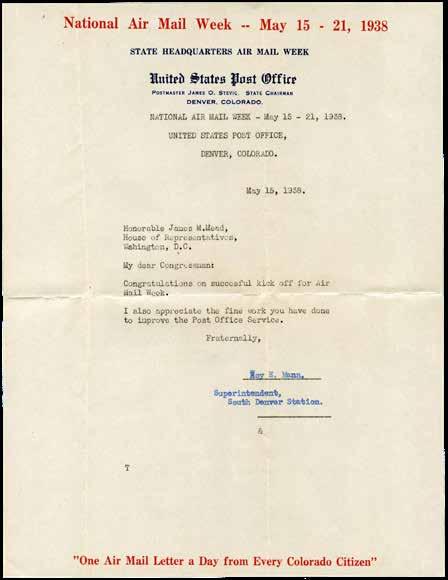 National Air Mail Week -- May 15 - 21, 1938
STATE HEADQUARTERS AIR MAIL WEEK
United States Post Office
POSTMASTER JAMES O. STEVIC, STATE CHAIRMAN
DENVER, COLORADO.
NATIONAL AIR MAIL WEEK - May 15 - 21, 1938.
UNITED STATES POST OFFICE,
DENVER, COLORADO.
May 15, 1938.
Honorable James M.Mead,
House of Representatives,
Wahington, D.C.
My dear Congressman:
Congratulations on succesful kick off for Air
Mail Week.
I also appreciate the fine work you have done
to improve the Post Office Service.
Fraternally,
Roy E. Mann.
Superintendent,
South Denver Station.
&
T
"One Air Mail Letter a Day from Every Colorado Citizen"